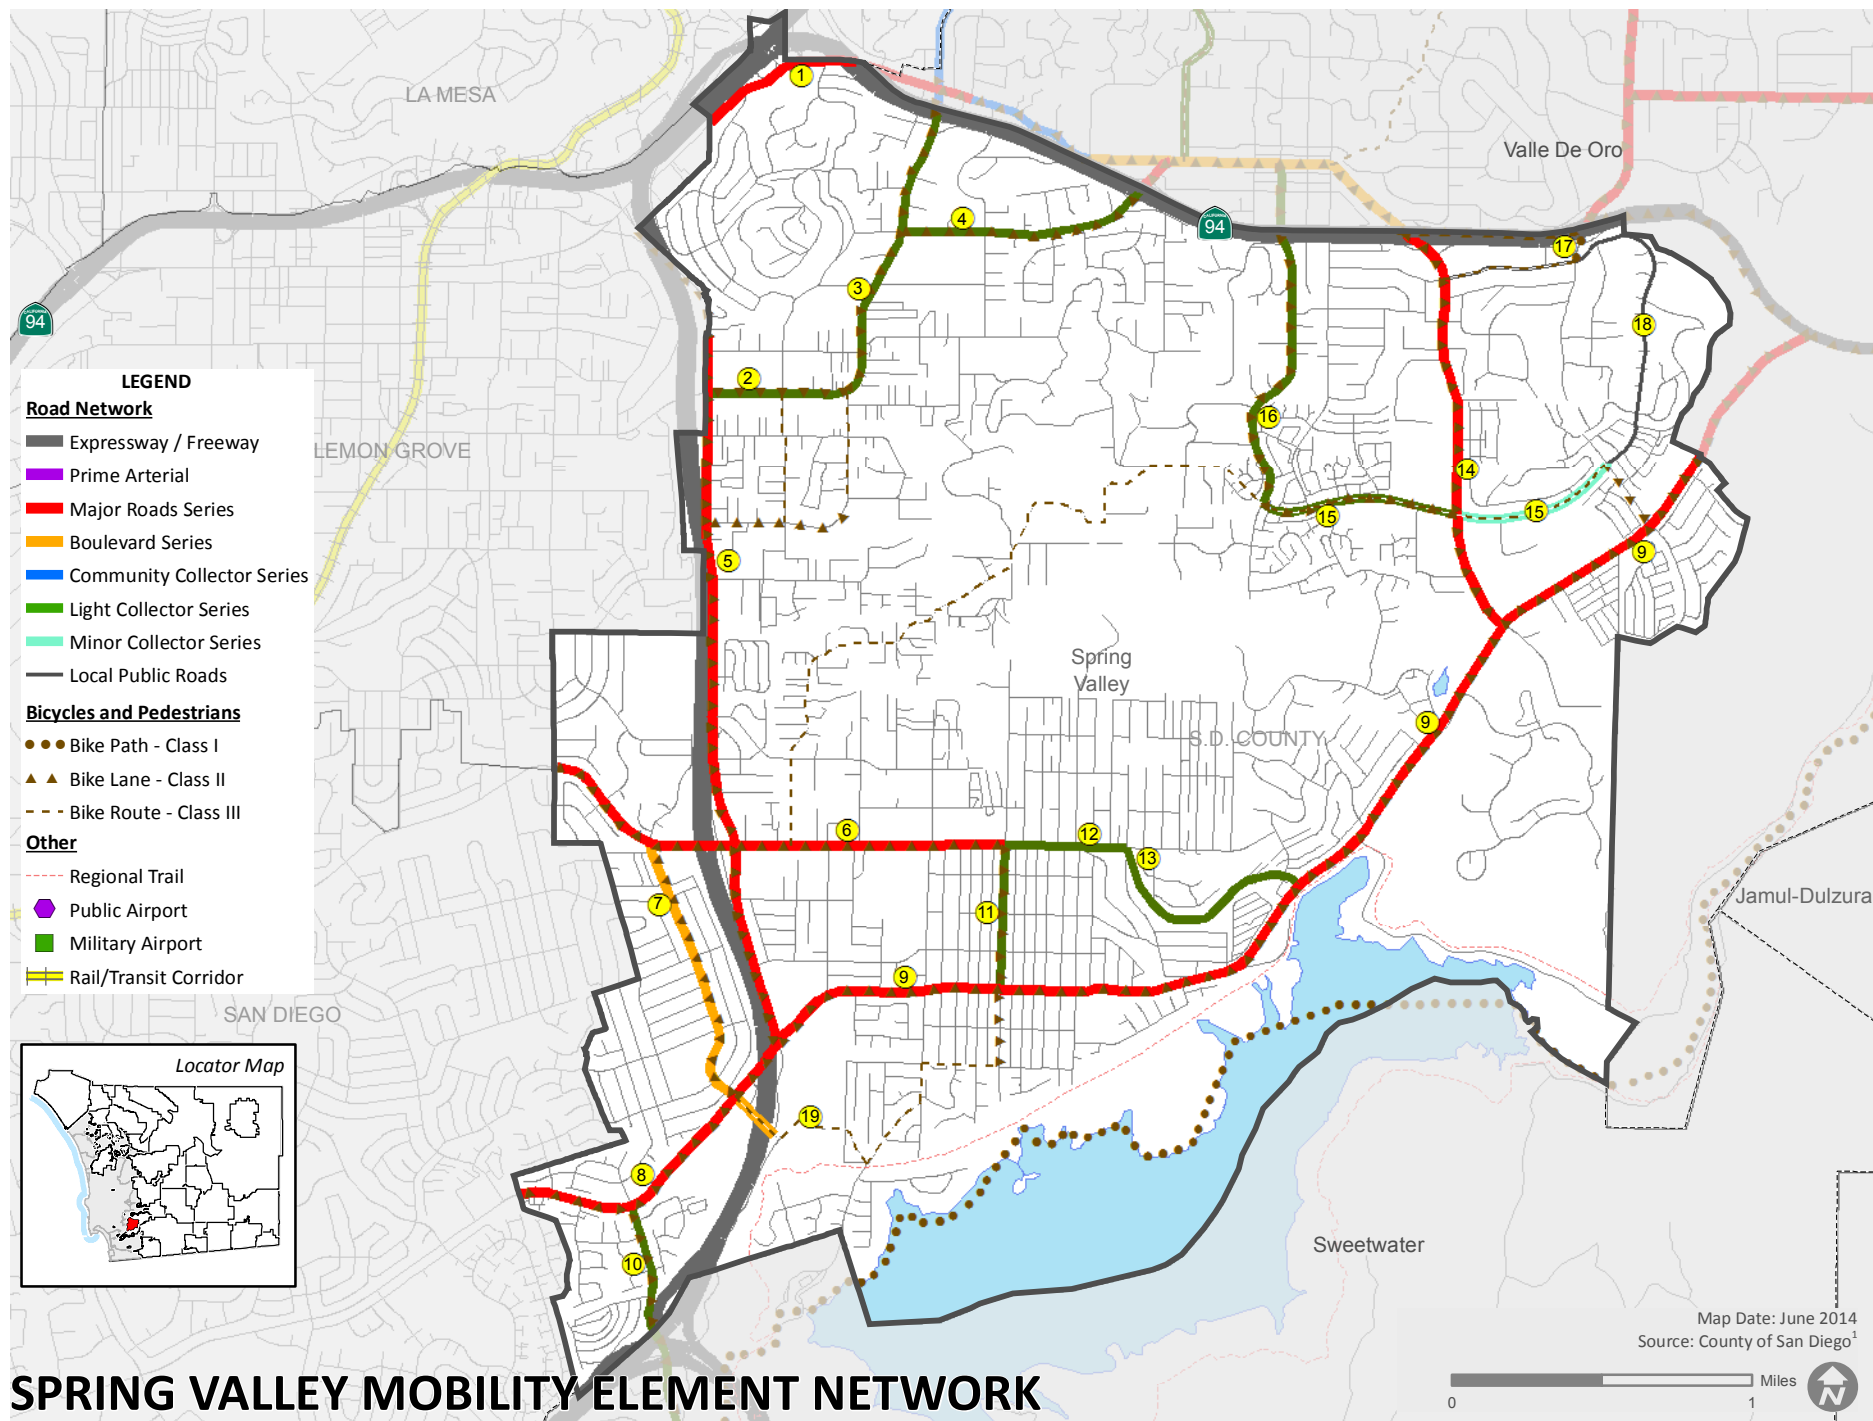 1
LA MESA
Valle De Oro
4
94
17
3
94
18
2
LEGEND
Road Network
Expressway / Freeway
Prime Arterial
Major Roads Series
Boulevard Series
Community Collector Series
Light Collector Series
Minor Collector Series
Local Public Roads
Bicycles and Pedestrians
Bike Path - Class I
Bike Lane - Class II
Bike Route - Class III
Other
Regional Trail
Public Airport
Military Airport
Rail/Transit Corridor
LEMON GROVE
16
14
15
15
5
9
Spring
Valley
9
S.D. COUNTY
6
12
13
7
11
Jamul-Dulzura
9
SAN DIEGO
Locator Map
19
8
10
Sweetwater
Map Date: June 2014
Source: County of San Diego1
Miles
0
1
N
SPRING VALLEY MOBILITY ELEMENT NETWORK